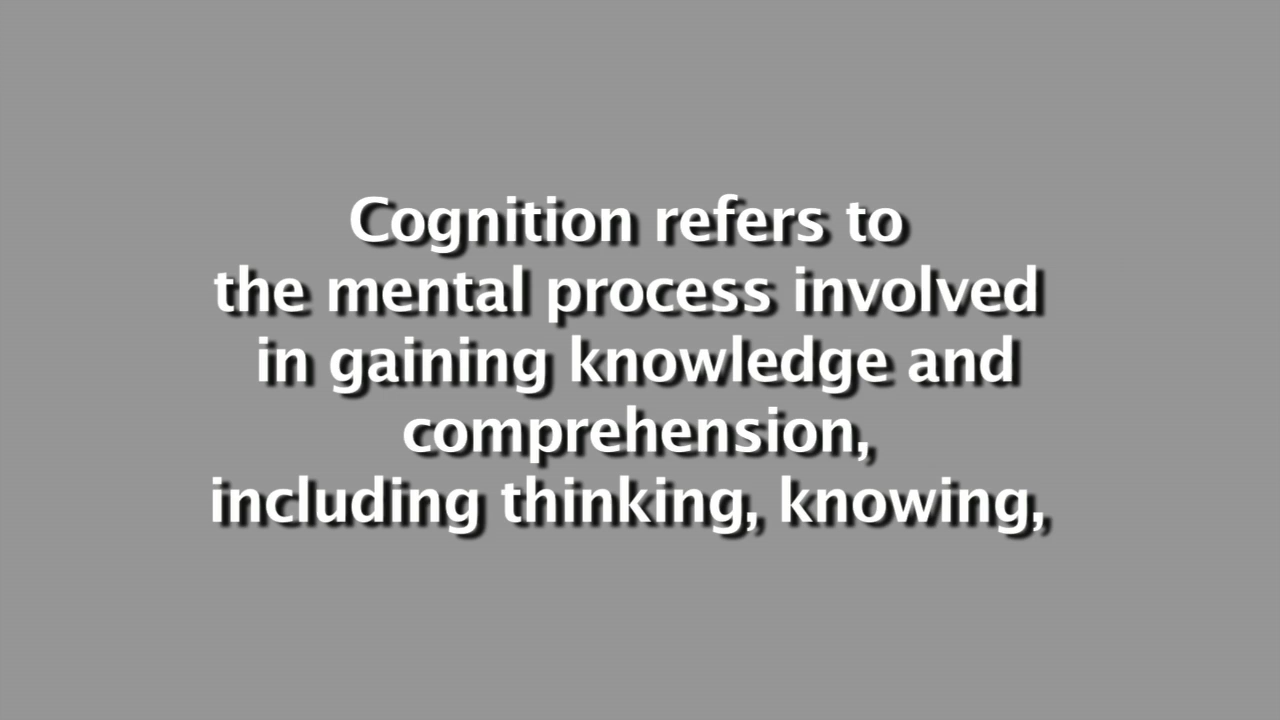 Cognition refers to
the mental process involved
in gaining knowledge and
comprehension,
including thinking, knowing,